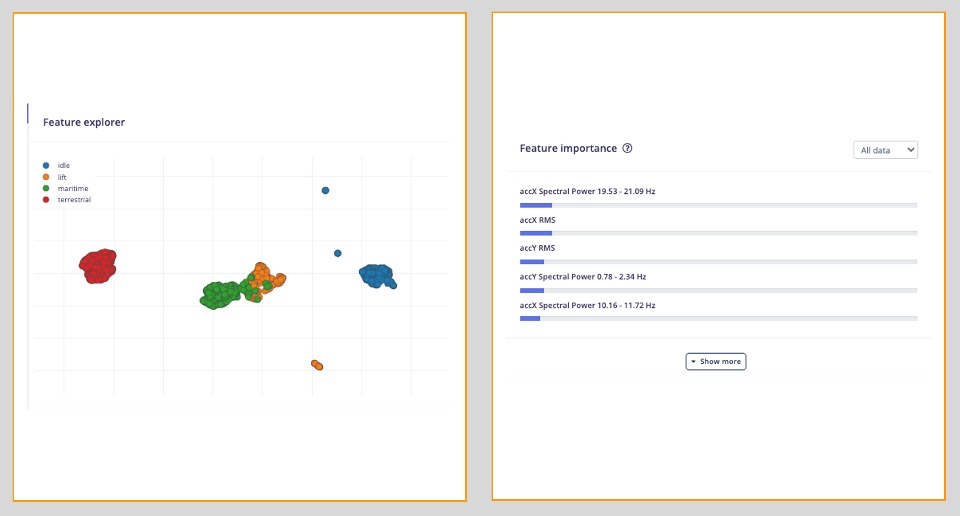 Feature explorer
idle
lift
maritime
terrestrial
Feature importance ?
All data
accX Spectral Power 19.53 - 21.09 Hz
accX RMS
accY RMS
accY Spectral Power 0.78 - 2.34 Hz
accX Spectral Power 10.16 - 11.72 Hz
Show more